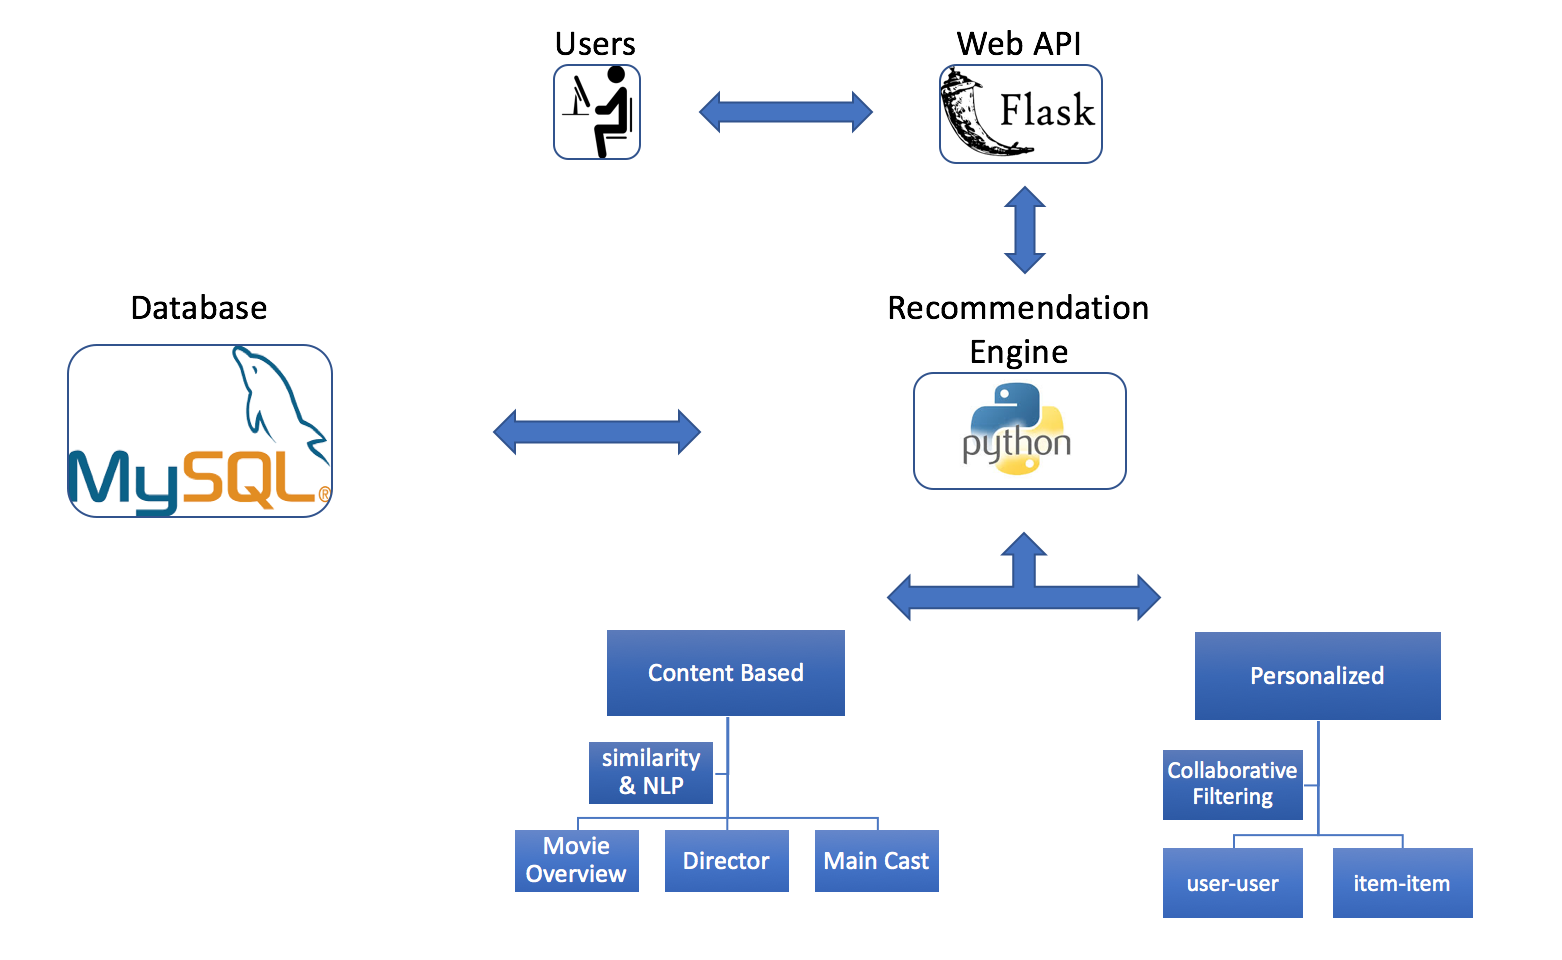 Users
Web API
Flask
Database
MySQL®
Recommendation
Engine
python
Content Based
Personalized
similarity
& NLP
Collaborative
Filtering
Movie
Overview
Director
Main Cast
user-user
item-item